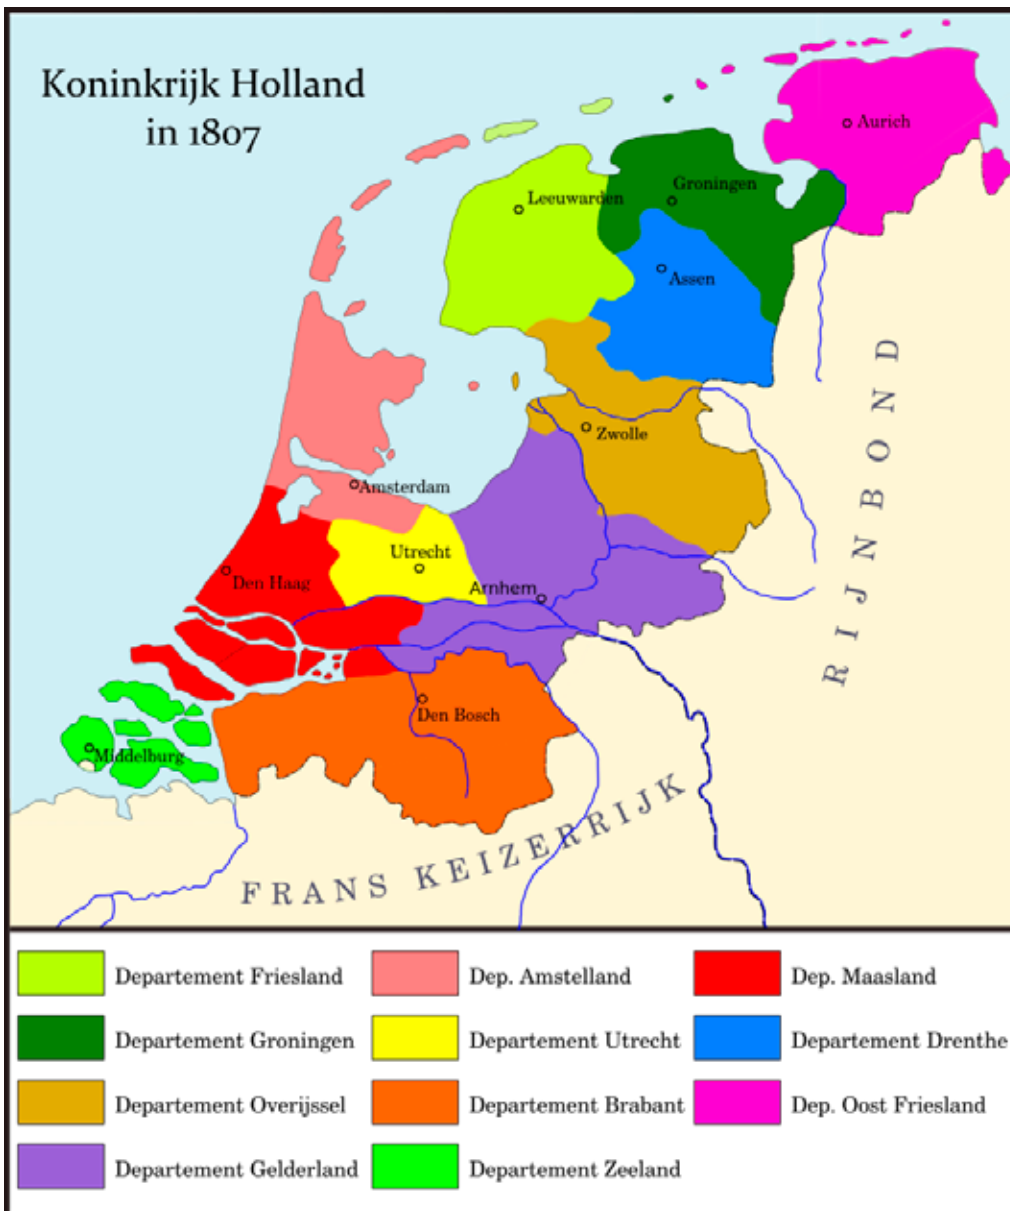 Koninkrijk Holland
in 1807
Aurich
Groningen
Leeuwarden
Assen
Zwolle
Amsterdam
Utrecht
Den Haag
Arnhem
Den Bosch
Middelburg
RIJNBOND
FRANS KEIZERRIJK
Departement Friesland
Dep. Amstelland
Dep. Maasland
Departement Groningen
Departement Utrecht
Departement Drenthe
Departement Overijssel
Departement Brabant
Dep. Oost Friesland
Departement Gelderland
Departement Zeeland